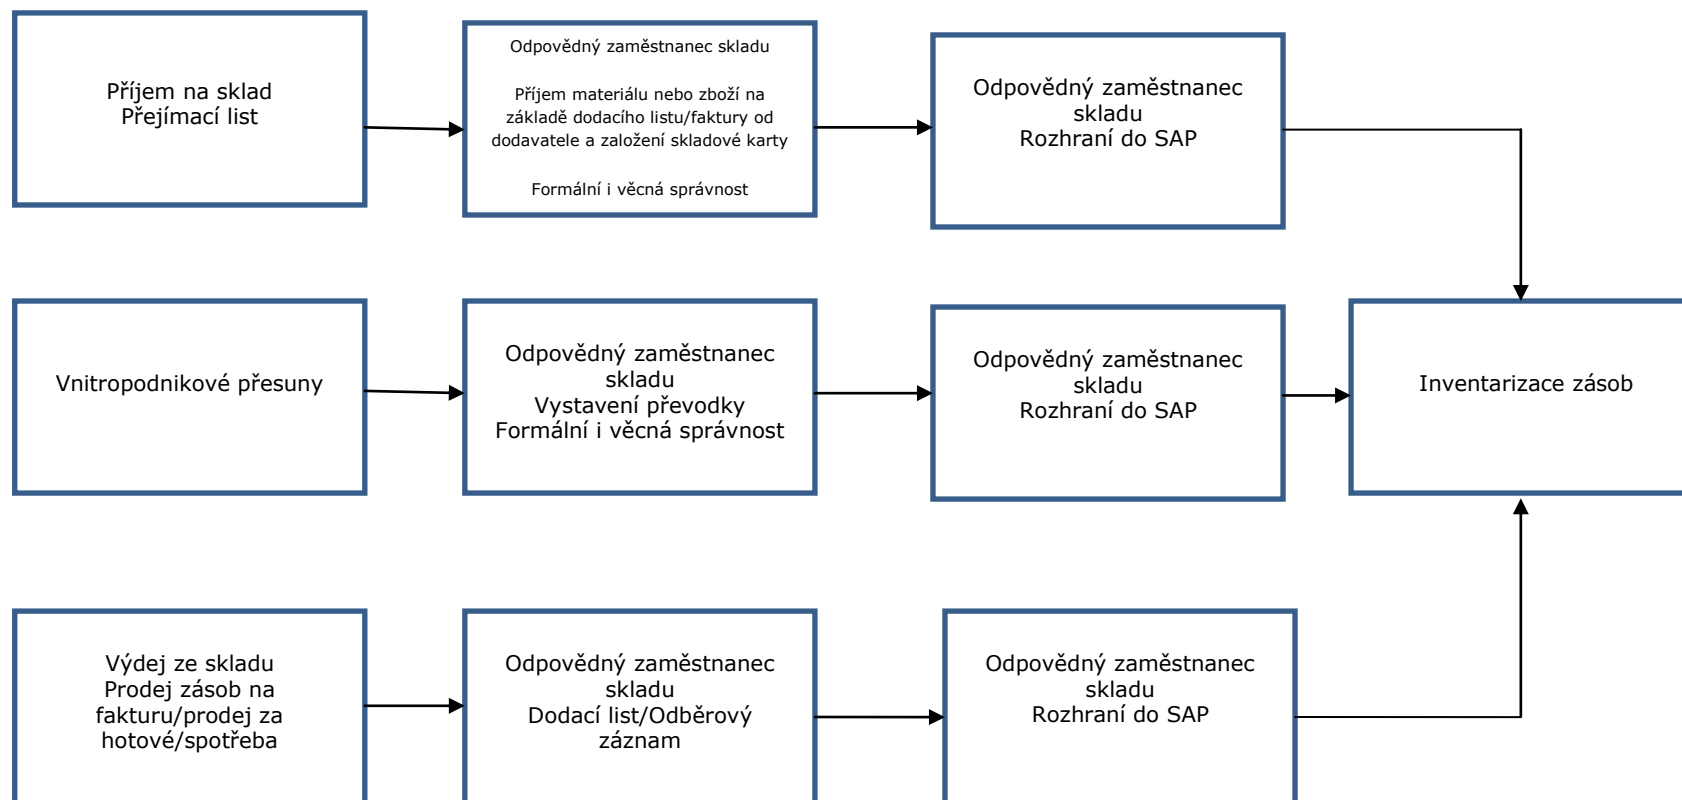 Příjem na sklad
Přejímací list
Odpovědný zaměstnanec skladu
Příjem materiálu nebo zboží na
základě dodacího listu/faktury od
dodavatele a založení skladové karty
Formální i věcná správnost
Odpovědný zaměstnanec
skladu
Rozhraní do SAP
Vnitropodnikové přesuny
Odpovědný zaměstnanec
skladu
Vystavení převodky
Formální i věcná správnost
Odpovědný zaměstnanec
skladu
Rozhraní do SAP
Inventarizace zásob
Výdej ze skladu
Prodej zásob na
fakturu/prodej za
hotové/spotřeba
Odpovědný zaměstnanec
skladu
Dodací list/Odběrový
záznam
Odpovědný zaměstnanec
skladu
Rozhraní do SAP